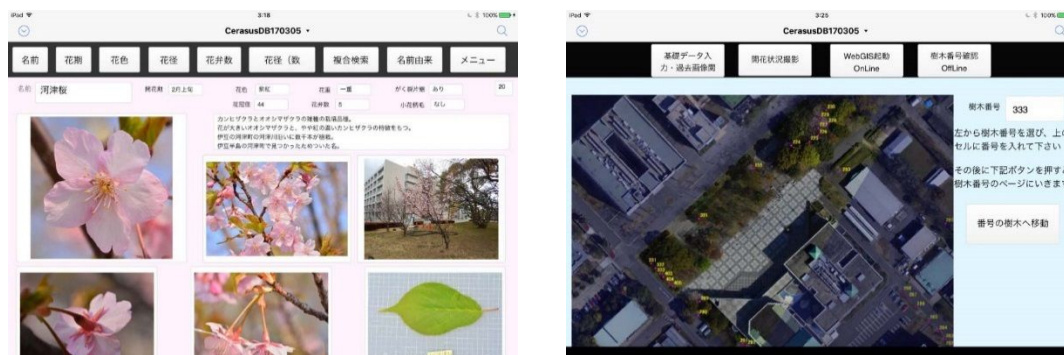 iPad
3:18
100%
CerasusDB170305
名前
花期
花色
花径
花弁数
花径（数
複合検索
名前由来
メニュー
名前 河津桜
開花期 2月上旬
花色 紫紅
花重 一重
がく鋸片縁 あり
20
花弁数 5
小花柄毛 なし
カンヒザクラとオオシマザクラの雑種の栽培品種。
花が大きいオオシマザクラと、やや紅の濃いカンヒザクラの特徴をもつ。
伊豆の河津町の河津川沿いに数千本が植栽。
伊豆半島の河津町で見つかったためついた名。
iPad
3:25
100%
CerasusDB170305
基礎データ入
力・過去画像閲
開花状況撮影
WebGIS起動
OnLine
樹木番号確認
OffLine
樹木番号 333
左から樹木番号を選び、上の
セルに番号を入れて下さい
その後に下記ボタンを押すと
樹木番号のページにいきます
番号の樹木へ移動